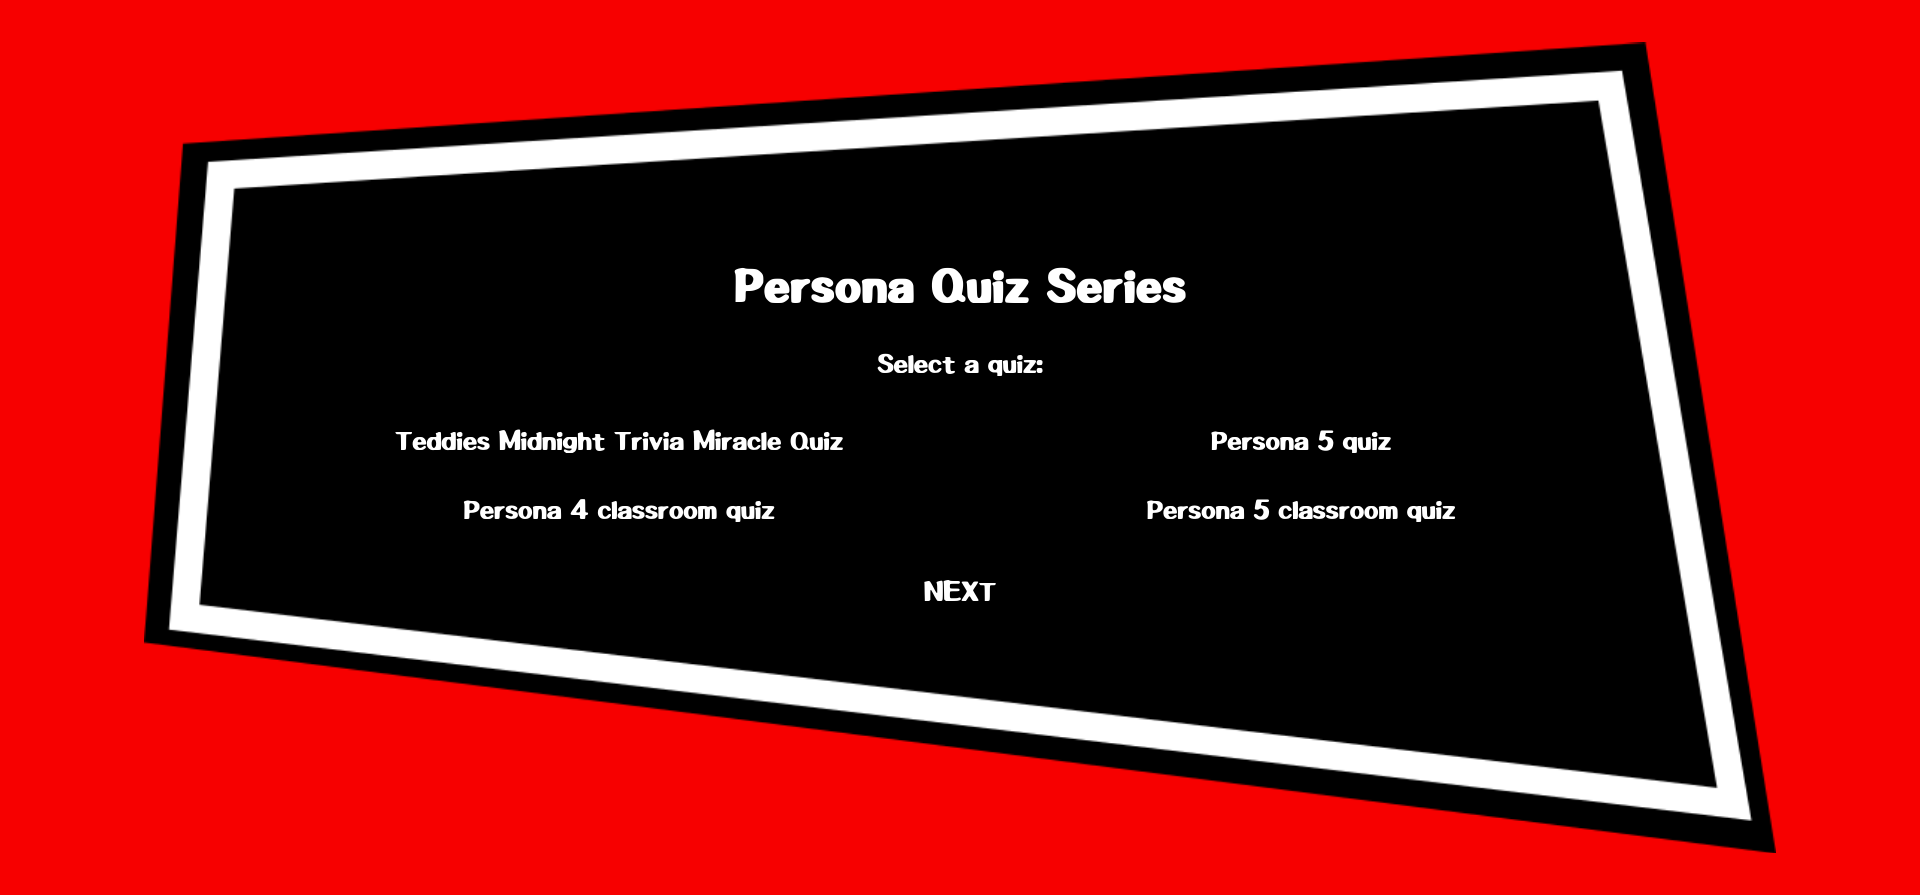 Persona Quiz Series
Select a quiz:
Teddies Midnight Trivia Miracle Quiz
Persona 5 quiz
Persona 4 classroom quiz
Persona 5 classroom quiz
NEXT